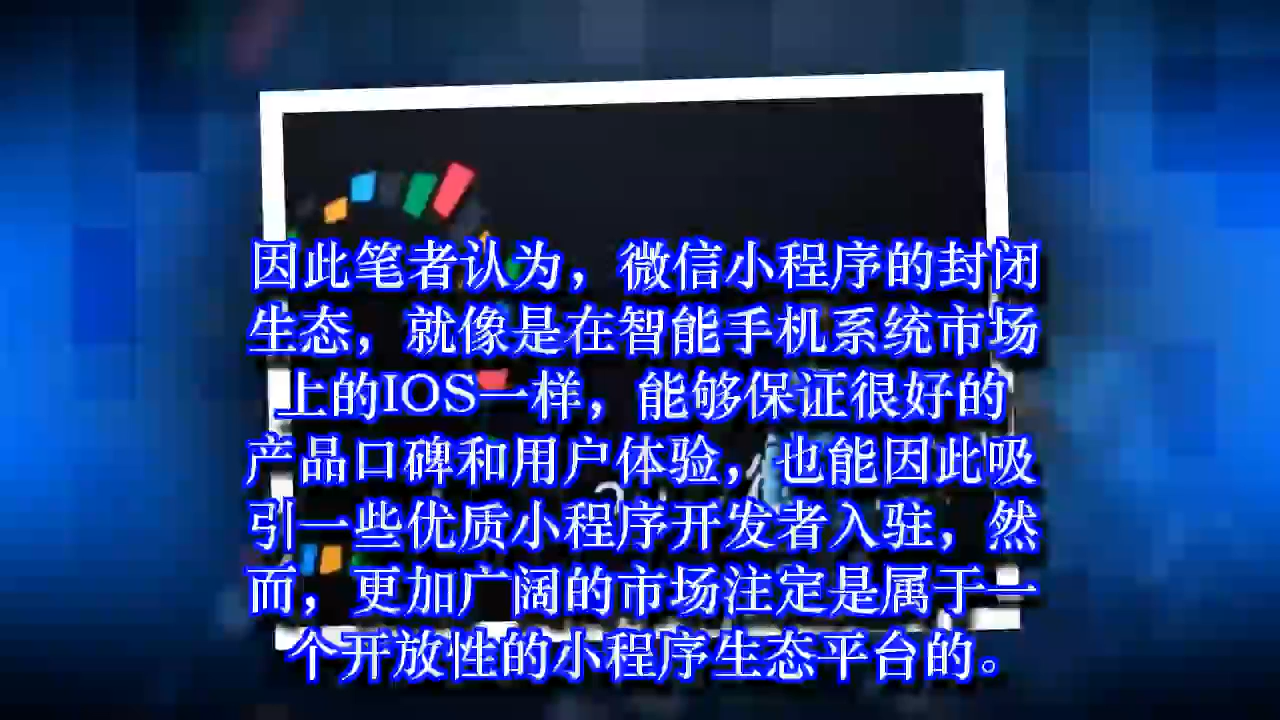 因此笔者认为，微信小程序的封闭
生态，就像是在智能手机系统市场
上的IOS一样，能够保证很好的
产品口碑和用户体验，也能因此吸
引一些优质小程序开发者入驻，然
而，更加广阔的市场注定是属于一
个开放性的小程序生态平台的。